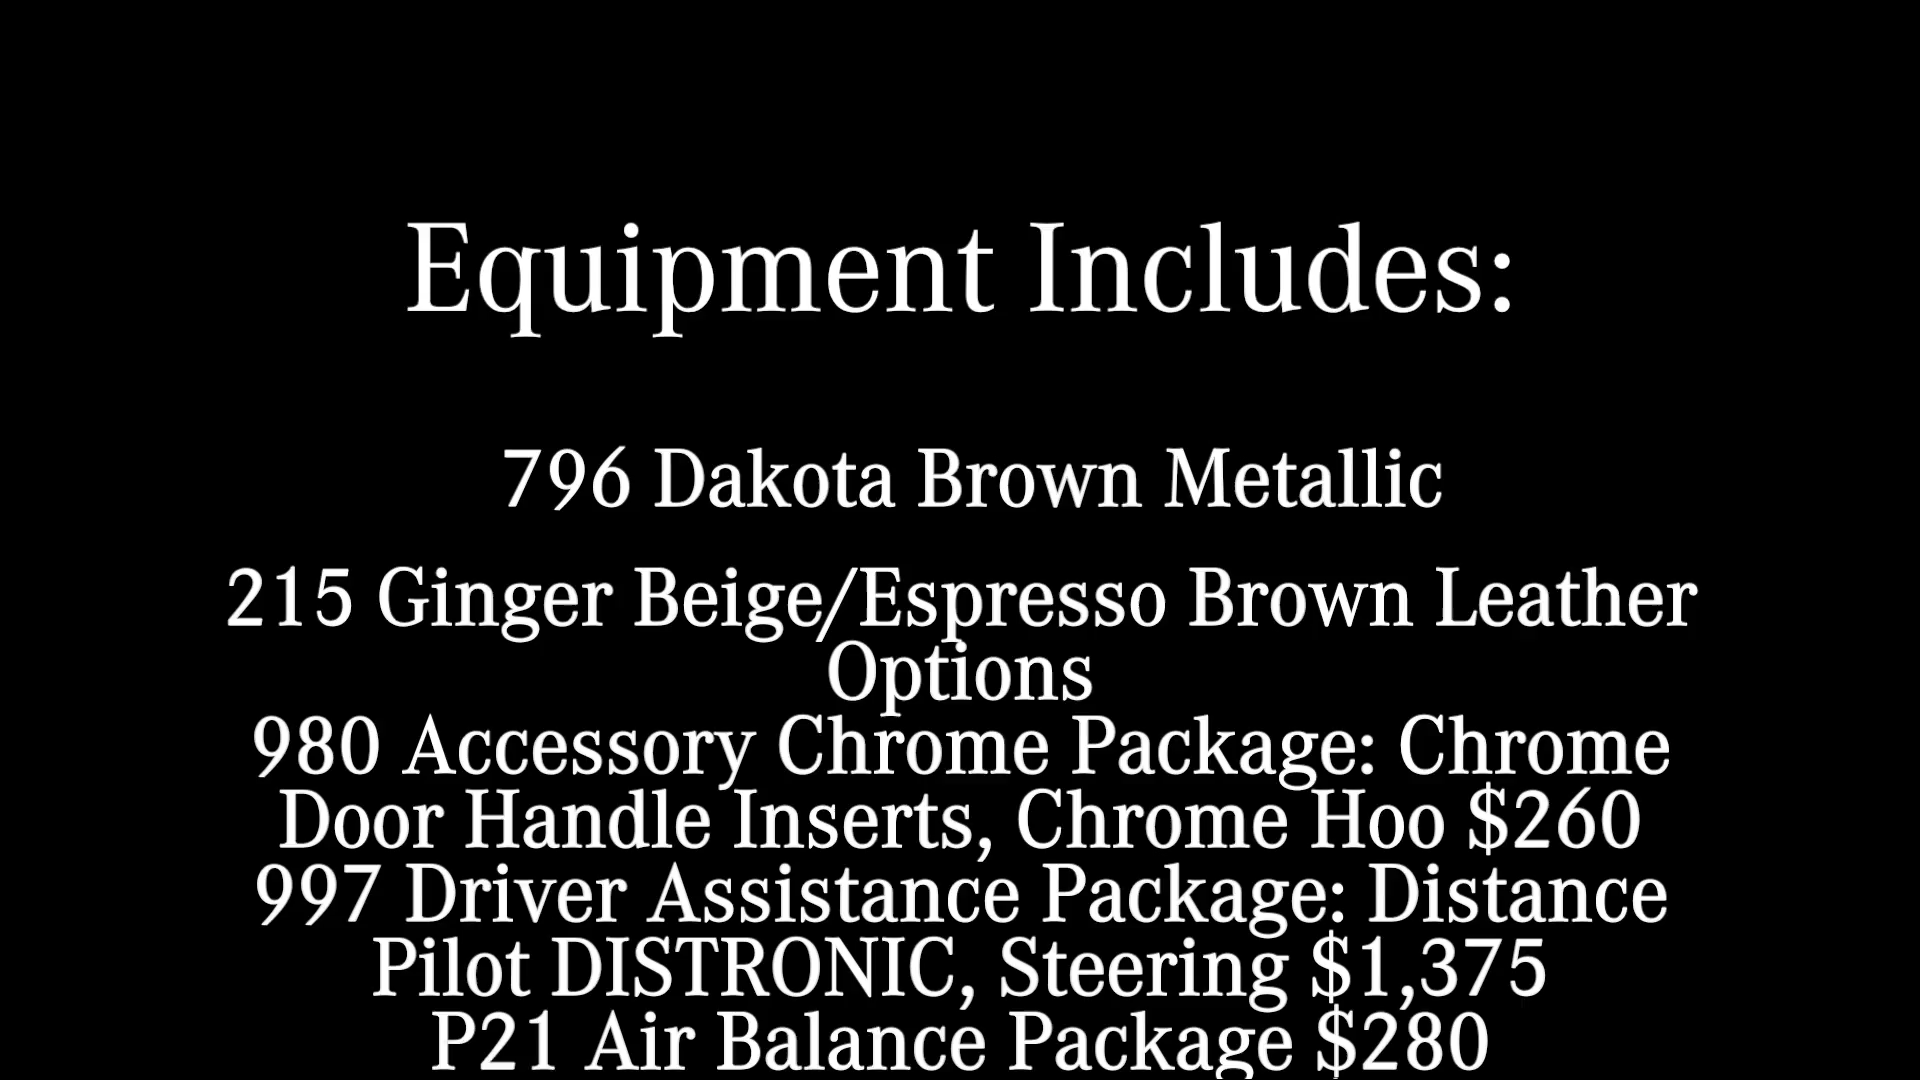 Equipment Includes:
796 Dakota Brown Metallic
215 Ginger Beige/Espresso Brown Leather
Options
980 Accessory Chrome Package: Chrome
Door Handle Inserts, Chrome Hoo $260
997 Driver Assistance Package: Distance
Pilot DISTRONIC, Steering $1,375
P21 Air Balance Package $280